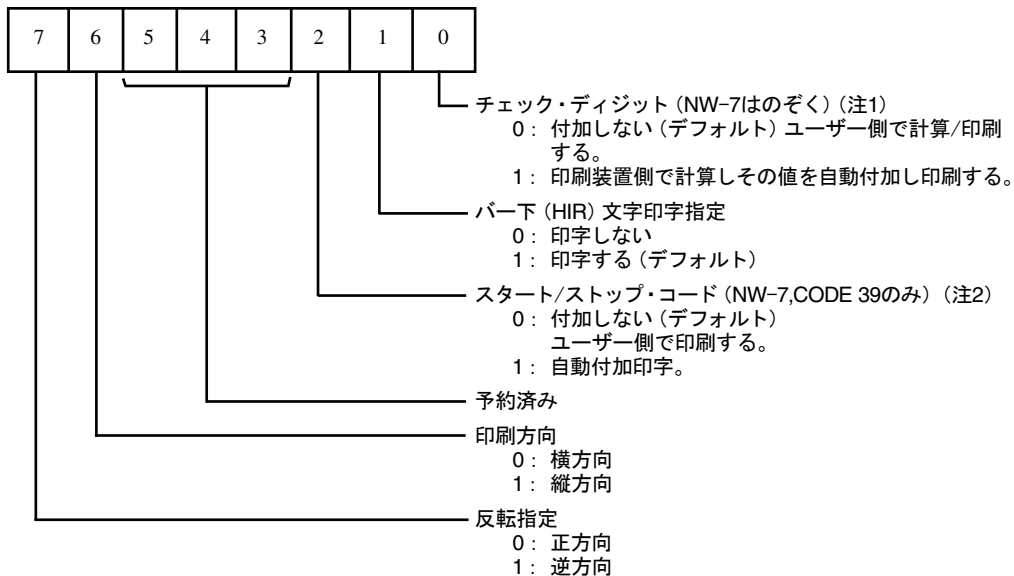 7 6 5 4 3 2 1 0
チェック・ディジット（NW-7はのぞく）（注1）
0： 付加しない（デフォルト）ユーザー側で計算/印刷
する。
1： 印刷装置側で計算しその値を自動付加し印刷する。
バー下（HIR）文字印字指定
0： 印字しない
1： 印字する（デフォルト）
スタート/ストップ・コード（NW-7,CODE 39のみ）（注2）
0： 付加しない（デフォルト）
ユーザー側で印刷する。
1： 自動付加印字。
予約済み
印刷方向
0： 横方向
1： 縦方向
反転指定
0： 正方向
1： 逆方向